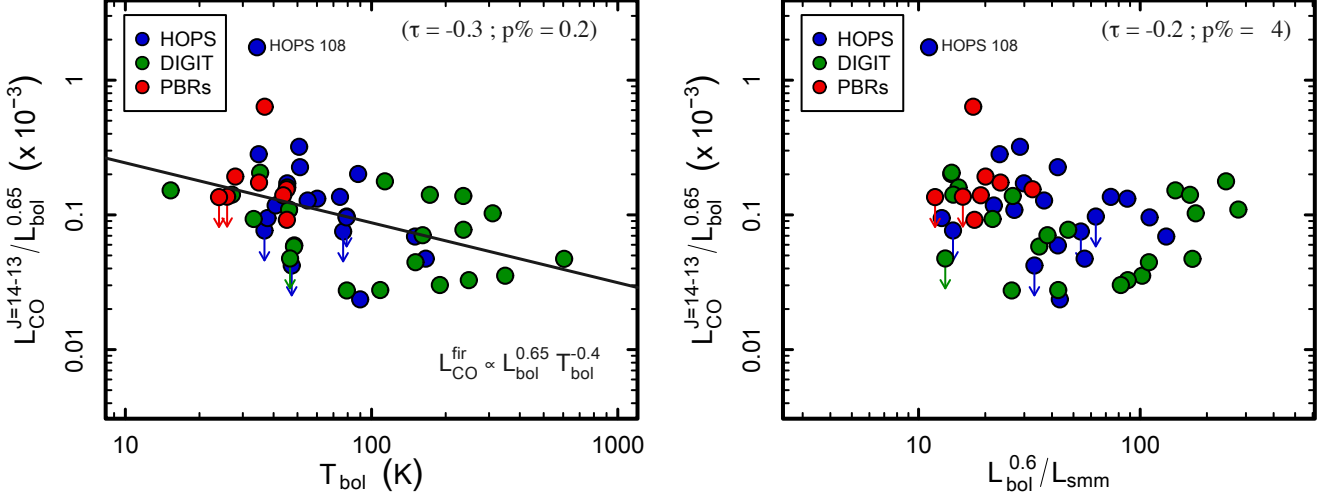 HOPS
DIGIT
PBRs
HOPS 108
(τ = -0.3 ; p% = 0.2)
L_CO^fir ∝ L_bol^0.65 T_bol^-0.4
L_CO^J=14-13/L_bol^0.65 (x 10^-3)
1
0.1
0.01
10 100 1000
T_bol (K)
HOPS
DIGIT
PBRs
HOPS 108
(τ = -0.2 ; p% = 4)
L_CO^J=14-13/L_bol^0.65 (x 10^-3)
1
0.1
0.01
10 100
L_bol^0.6/L_smm